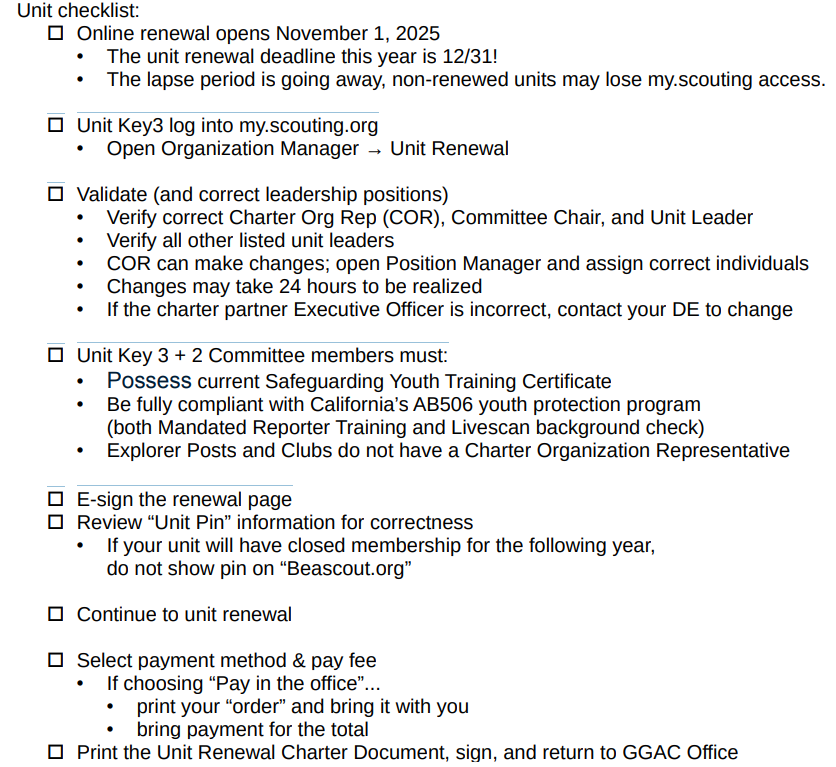 Unit checklist:
☐ Online renewal opens November 1, 2025
• The unit renewal deadline this year is 12/31!
• The lapse period is going away, non-renewed units may lose my.scouting access.
☐ Unit Key3 log into my.scouting.org
• Open Organization Manager → Unit Renewal
☐ Validate (and correct leadership positions)
• Verify correct Charter Org Rep (COR), Committee Chair, and Unit Leader
• Verify all other listed unit leaders
• COR can make changes; open Position Manager and assign correct individuals
• Changes may take 24 hours to be realized
• If the charter partner Executive Officer is incorrect, contact your DE to change
☐ Unit Key 3 + 2 Committee members must:
• Possess current Safeguarding Youth Training Certificate
• Be fully compliant with California’s AB506 youth protection program
(both Mandated Reporter Training and Livescan background check)
• Explorer Posts and Clubs do not have a Charter Organization Representative
☐ E-sign the renewal page
☐ Review “Unit Pin” information for correctness
• If your unit will have closed membership for the following year,
do not show pin on “Beascout.org”
☐ Continue to unit renewal
☐ Select payment method & pay fee
• If choosing “Pay in the office”...
• print your “order” and bring it with you
• bring payment for the total
☐ Print the Unit Renewal Charter Document, sign, and return to GGAC Office